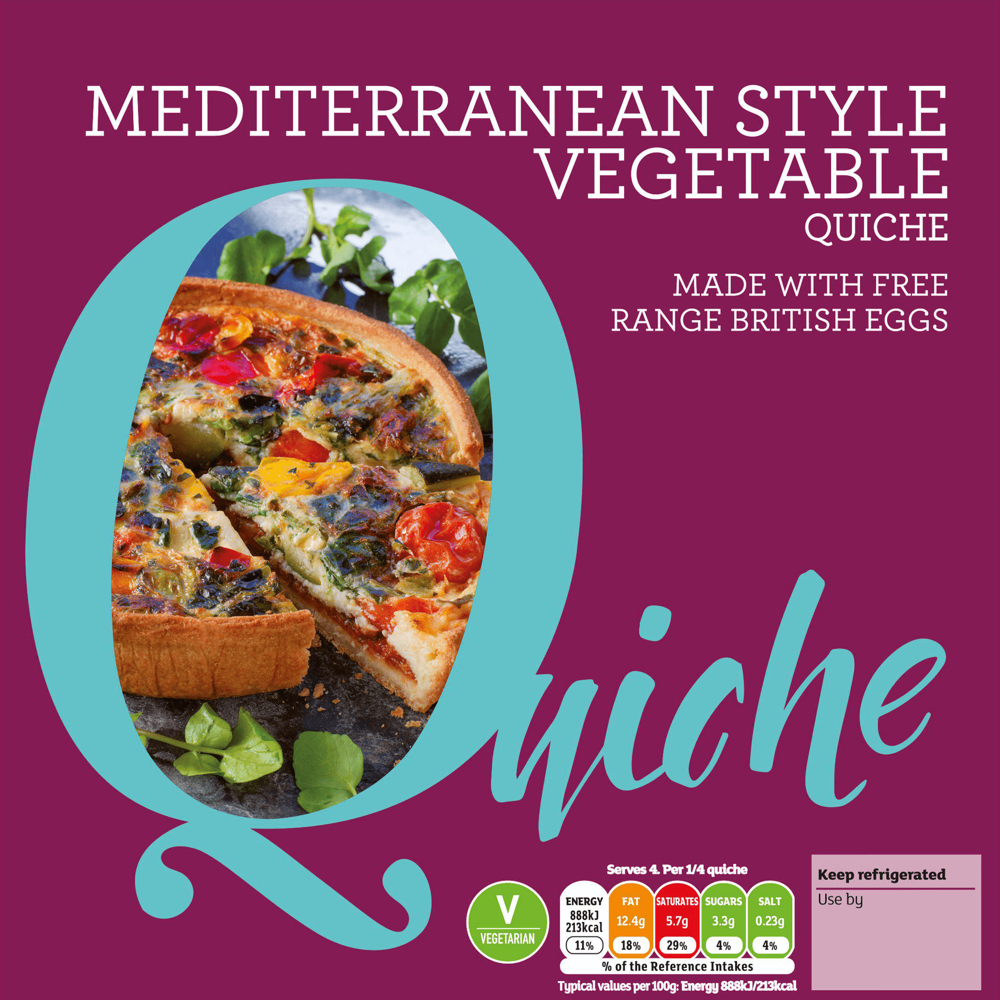 MEDITERRANEAN STYLE
VEGETABLE
QUICHE
MADE WITH FREE
RANGE BRITISH EGGS
Quiche
V
VEGETARIAN
Serves 4. Per 1/4 quiche
ENERGY 888kJ 213kcal 11%
FAT 12.4g 18%
SATURATES 5.7g 29%
SUGARS 3.3g 4%
SALT 0.23g 4%
% of the Reference Intakes
Typical values per 100g: Energy 888kJ/213kcal
Keep refrigerated
Use by